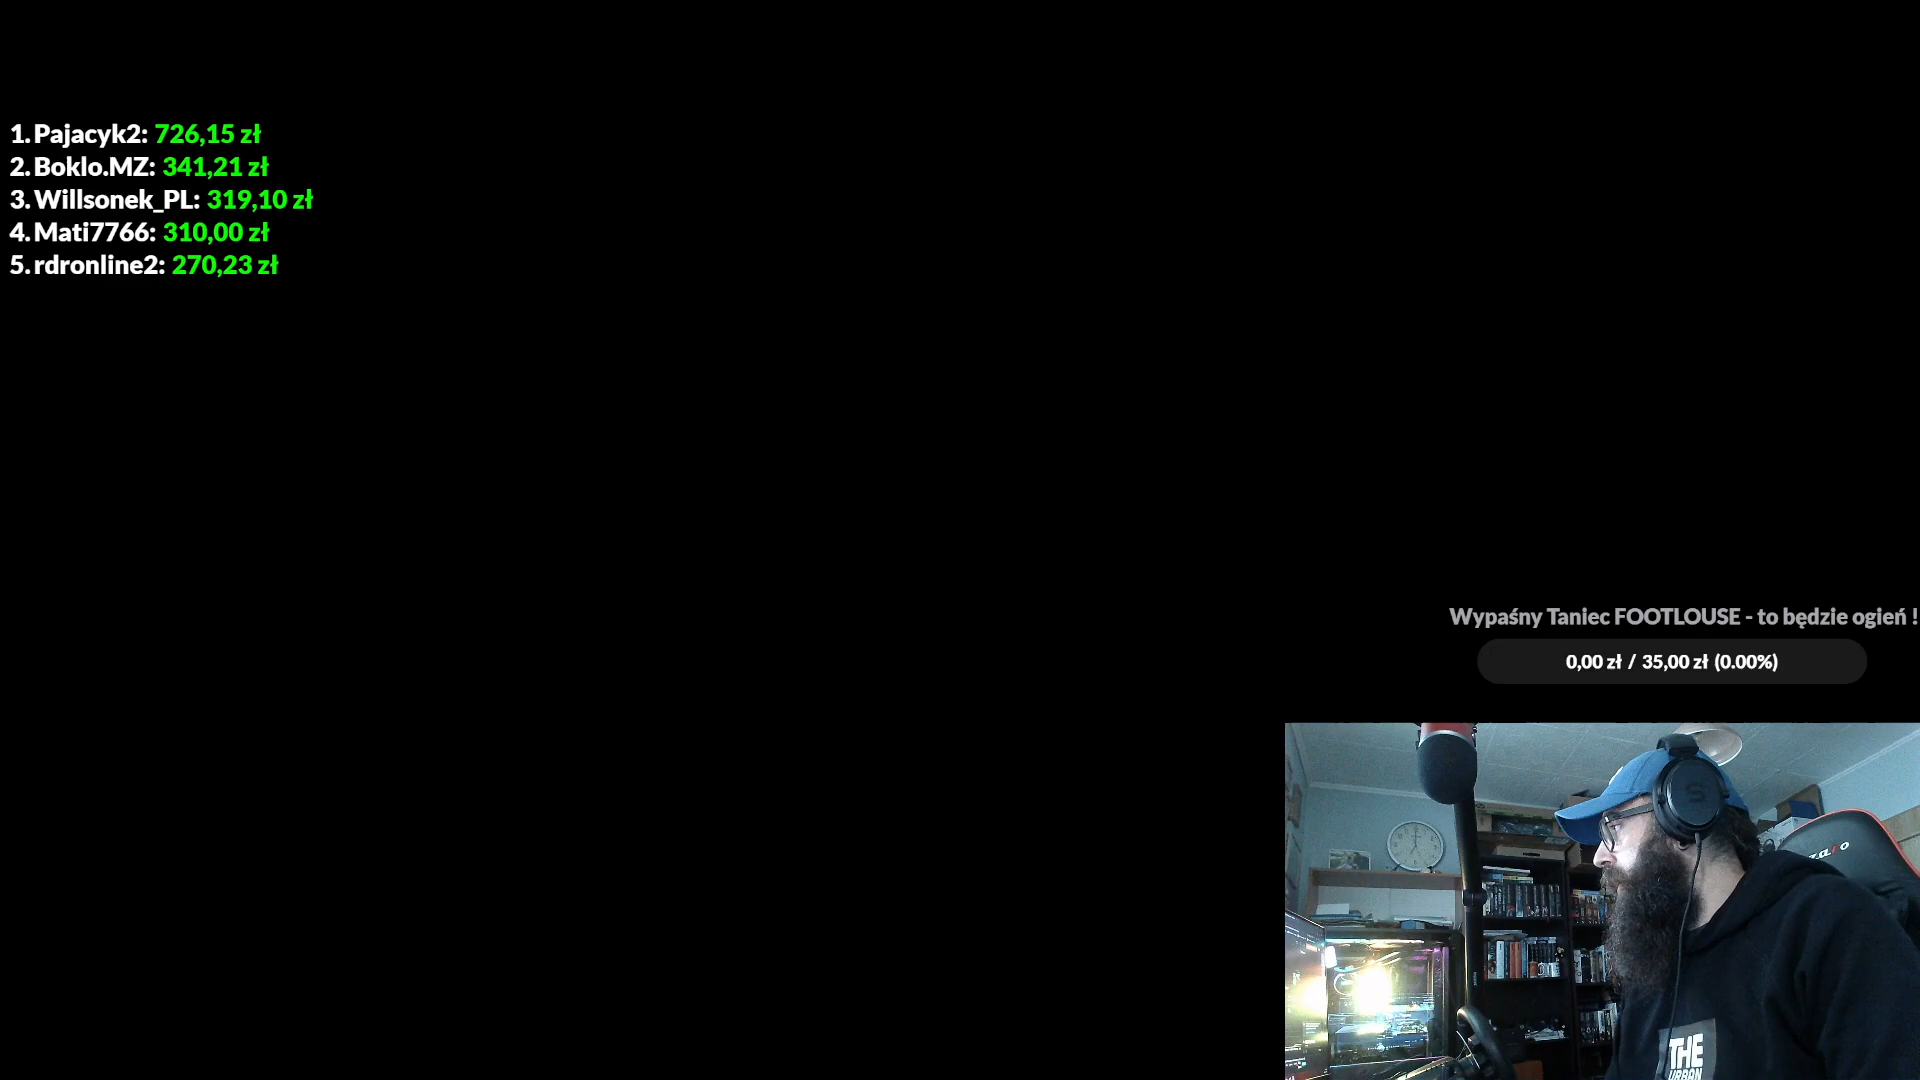 1. Pajacyk2: 726,15 zł
2. Boklo.MZ: 341,21 zł
3. Willsonek_PL: 319,10 zł
4. Mati7766: 310,00 zł
5. rdronline2: 270,23 zł
Wypaśny Taniec FOOTLOUSE - to będzie ogień !
0,00 zł / 35,00 zł (0.00%)
THE
URBAN